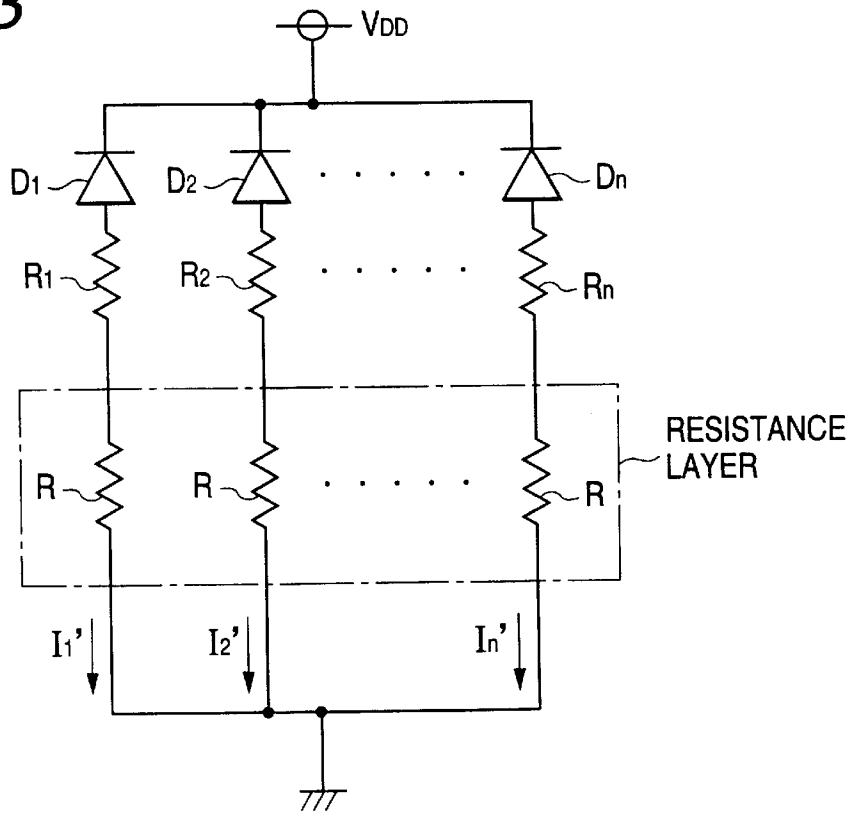 3
VDD
D1 D2 . . . . . Dn
R1 R2 . . . . . Rn
RESISTANCE
LAYER
R R . . . . . R
I1' I2' In'